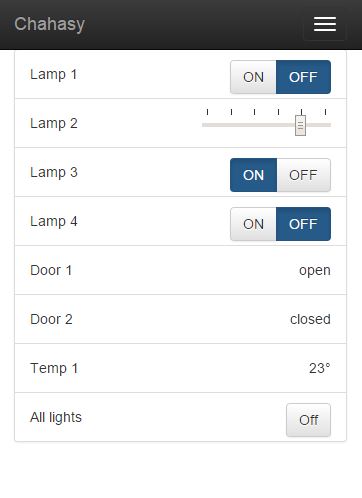 Chahasy
Lamp 1 ON OFF
Lamp 2
Lamp 3 ON OFF
Lamp 4 ON OFF
Door 1 open
Door 2 closed
Temp 1 23°
All lights Off